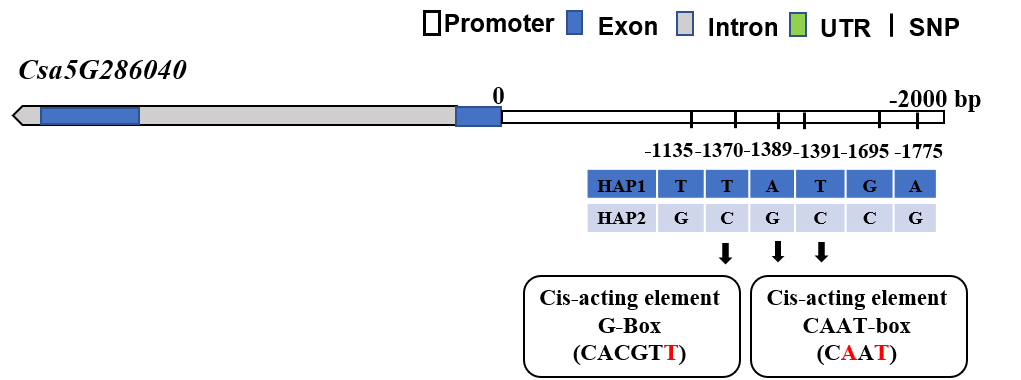 Promoter Exon Intron UTR SNP
Csa5G286040
0 -2000 bp
-1135 -1370 -1389 -1391 -1695 -1775
HAP1 T T A T G A
HAP2 G C G C C G
Cis-acting element
G-Box
(CACGTT)
Cis-acting element
CAAT-box
(CAAT)